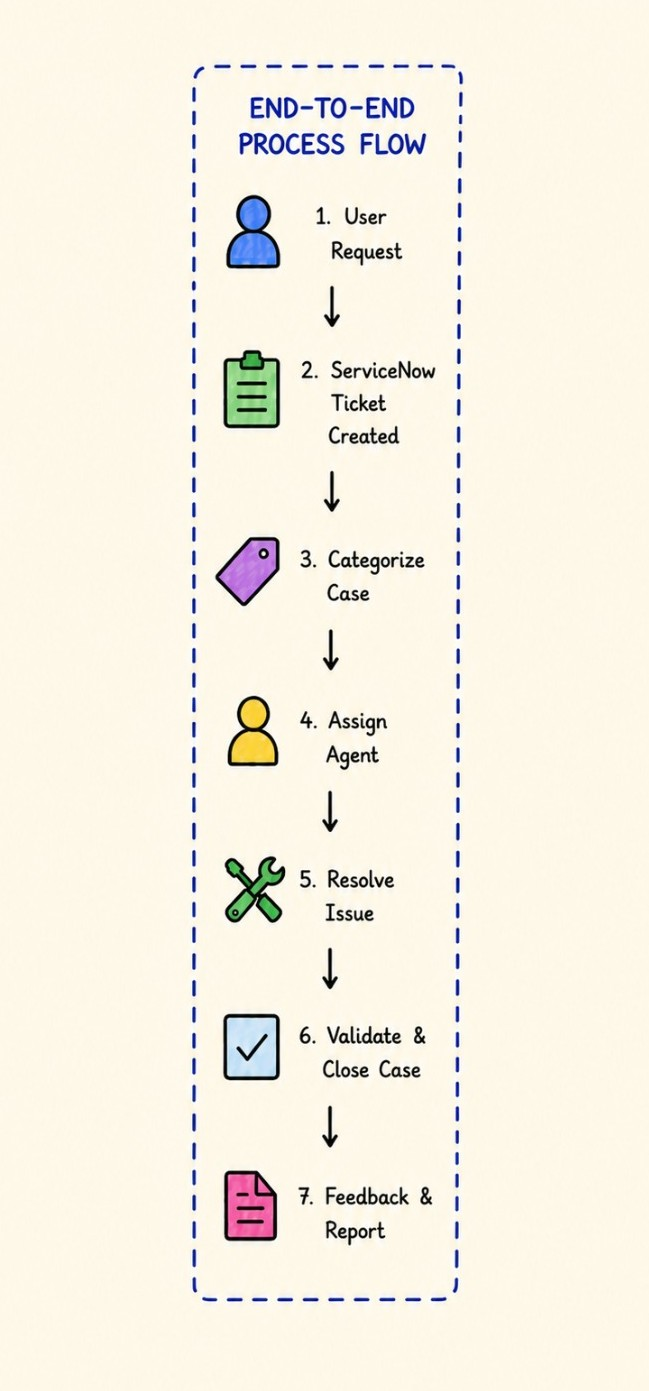 END-TO-END
PROCESS FLOW
1. User
Request
2. ServiceNow
Ticket
Created
3. Categorize
Case
4. Assign
Agent
5. Resolve
Issue
6. Validate &
Close Case
7. Feedback &
Report